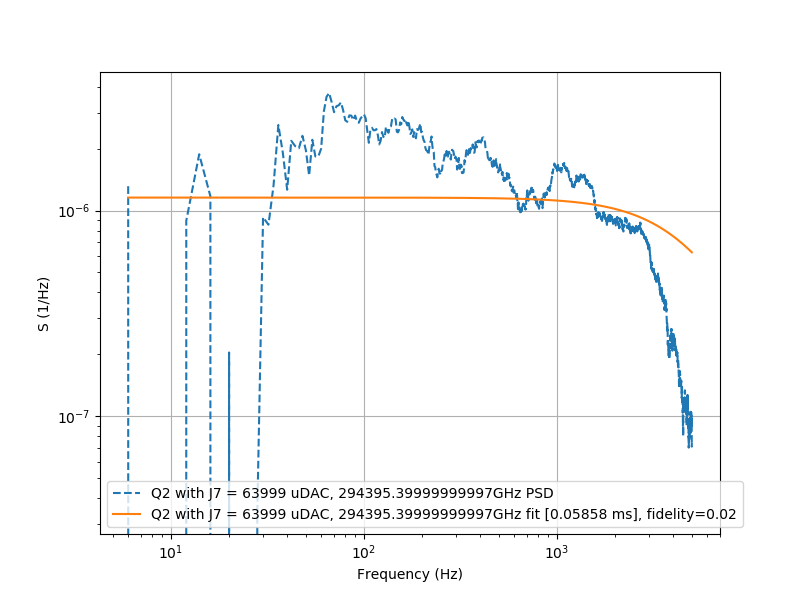 10⁻⁶
10⁻⁷
S (1/Hz)
10¹
10²
10³
Frequency (Hz)
Q2 with J7 = 63999 uDAC, 294395.39999999997GHz PSD
Q2 with J7 = 63999 uDAC, 294395.39999999997GHz fit [0.05858 ms], fidelity=0.02